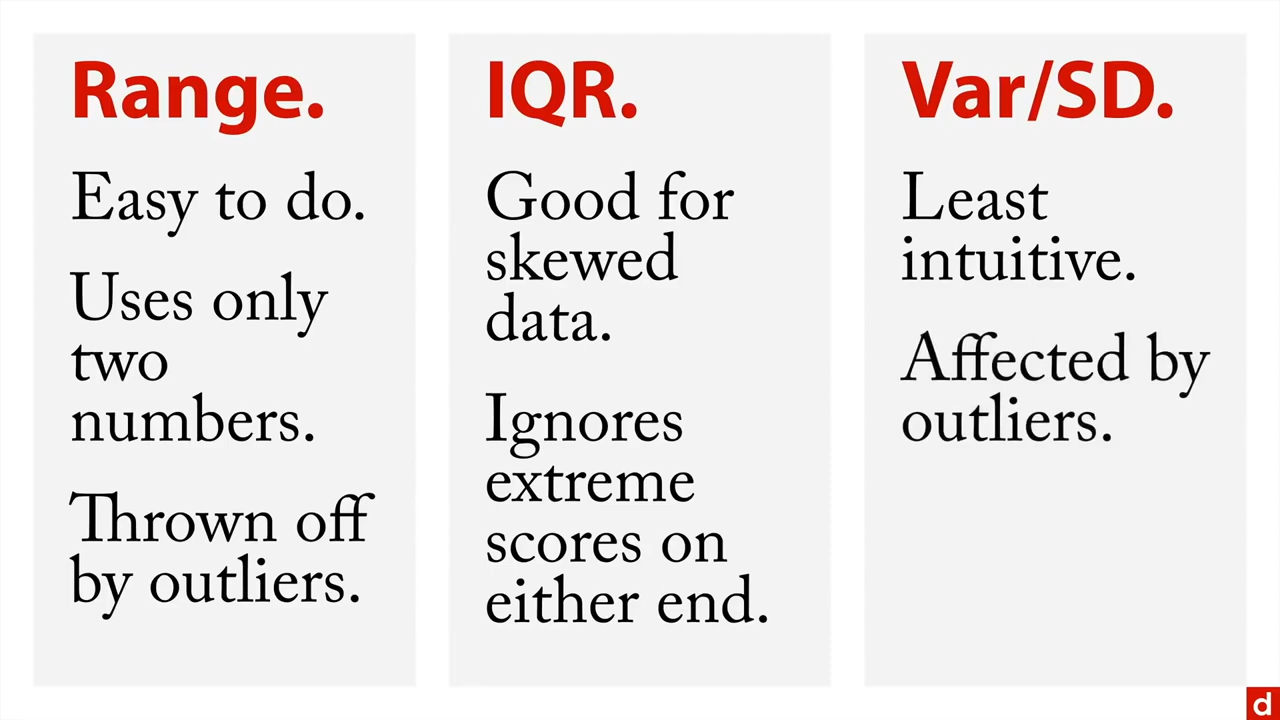 Range.
Easy to do.
Uses only
two
numbers.
Thrown off
by outliers.
IQR.
Good for
skewed
data.
Ignores
extreme
scores on
either end.
Var/SD.
Least
intuitive.
Affected by
outliers.
d